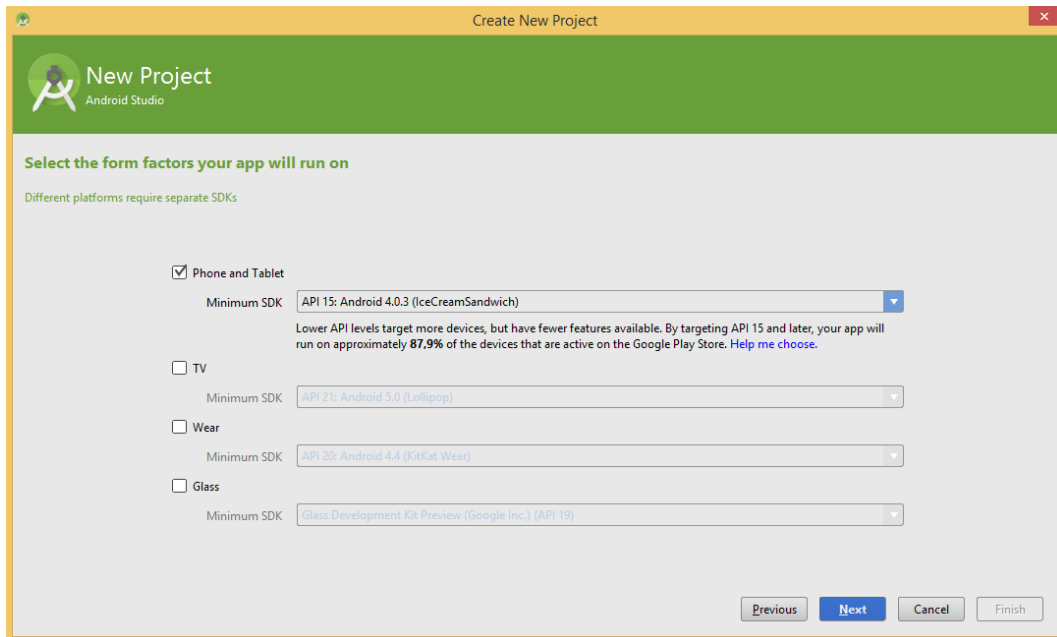 Create New Project
New Project
Android Studio
Select the form factors your app will run on
Different platforms require separate SDKs
Phone and Tablet
Minimum SDK API 15: Android 4.0.3 (IceCreamSandwich)
Lower API levels target more devices, but have fewer features available. By targeting API 15 and later, your app will
run on approximately 87,9% of the devices that are active on the Google Play Store. Help me choose.
TV
Minimum SDK API 21: Android 5.0 (Lollipop)
Wear
Minimum SDK API 20: Android 4.4 (KitKat Wear)
Glass
Minimum SDK Glass Development Kit Preview (Google Inc.) (API 19)
Previous Next Cancel Finish